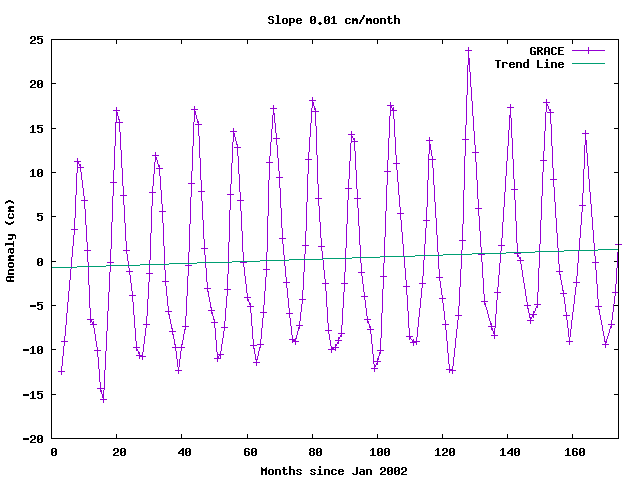 Slope 0.01 cm/month
GRACE
Trend Line
25
20
15
10
5
0
-5
-10
-15
-20
Anomaly (cm)
0 20 40 60 80 100 120 140 160
Months since Jan 2002